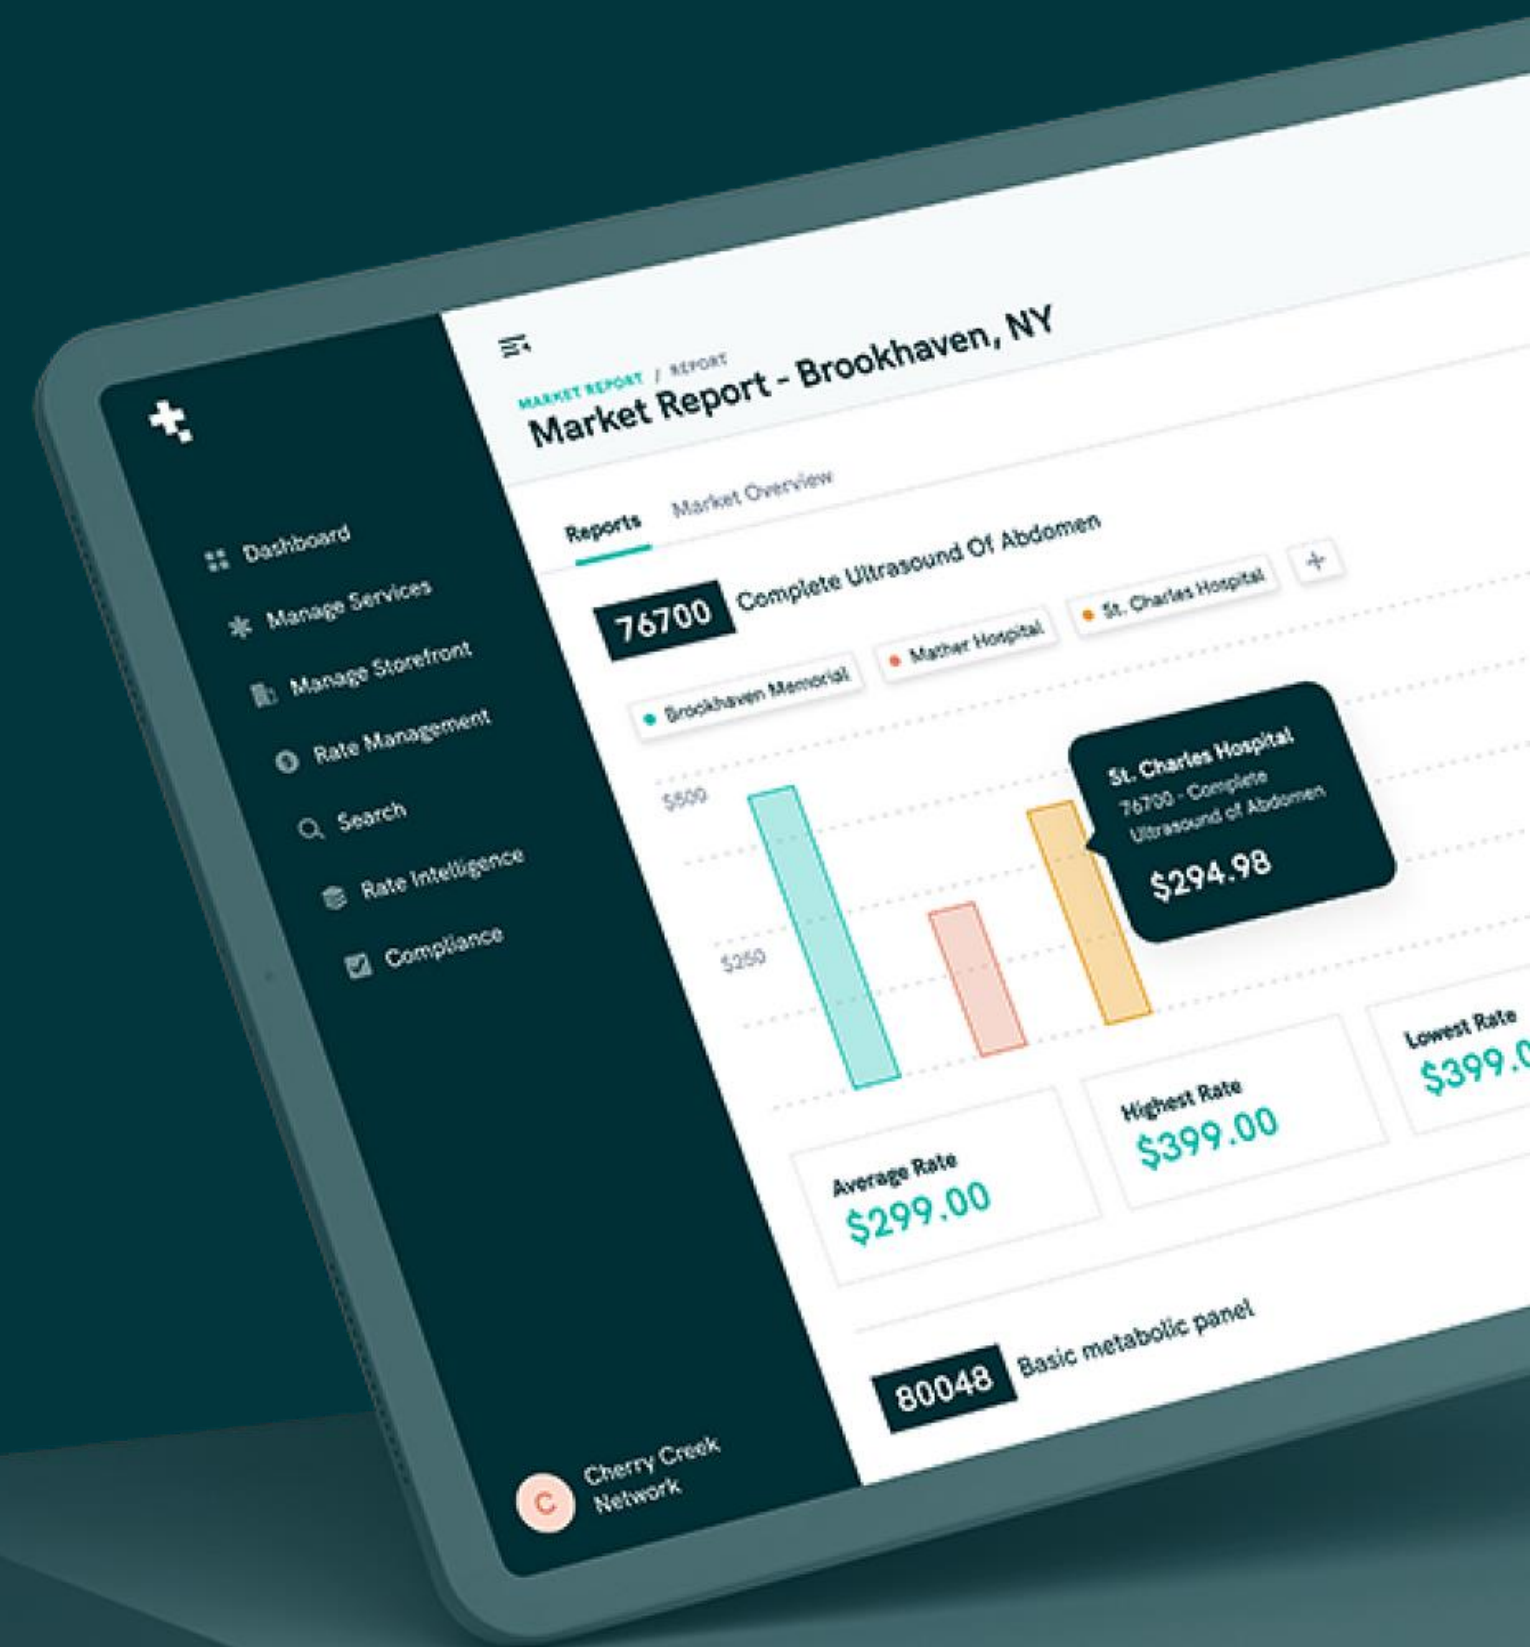 MARKET REPORT / REPORT
Market Report - Brookhaven, NY
Dashboard
Manage Services
Manage Storefront
Rate Management
Search
Rate Intelligence
Compliance
Cherry Creek
Network
Reports Market Overview
76700 Complete Ultrasound Of Abdomen
Brookhaven Memorial Mather Hospital St. Charles Hospital
$500
$250
St. Charles Hospital
76700 - Complete
Ultrasound of Abdomen
$294.98
Average Rate
$299.00
Highest Rate
$399.00
Lowest Rate
$399.0
80048 Basic metabolic panel
C